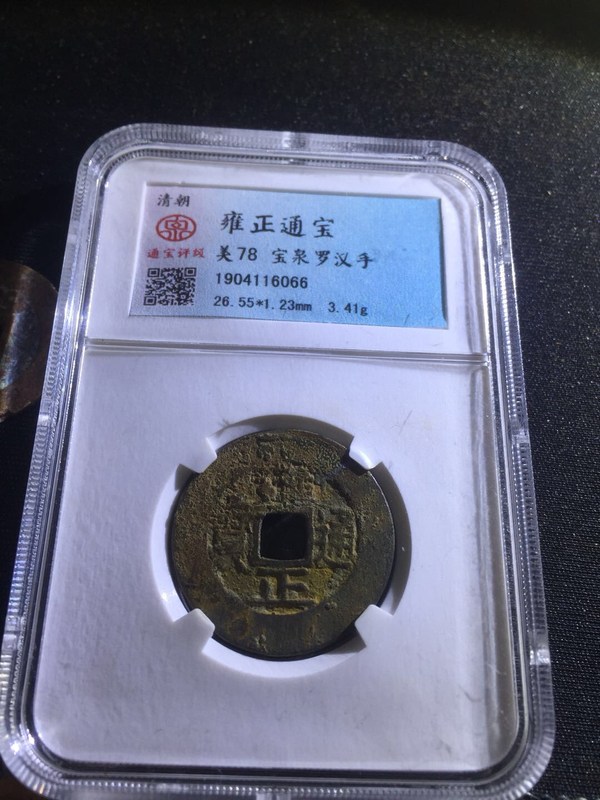 清朝
雍正通宝
通宝评级
美78 宝泉罗汉手
1904116066
26.55*1.23mm 3.41g
雍
正
通
寳